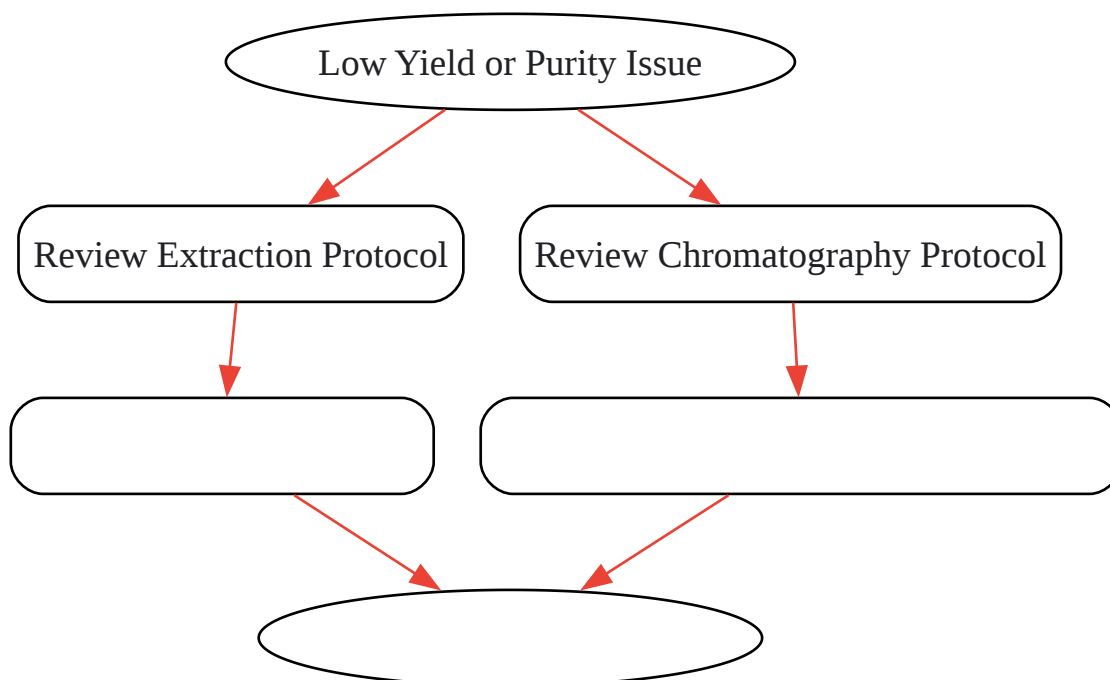 Low Yield or Purity Issue
Review Extraction Protocol
Review Chromatography Protocol